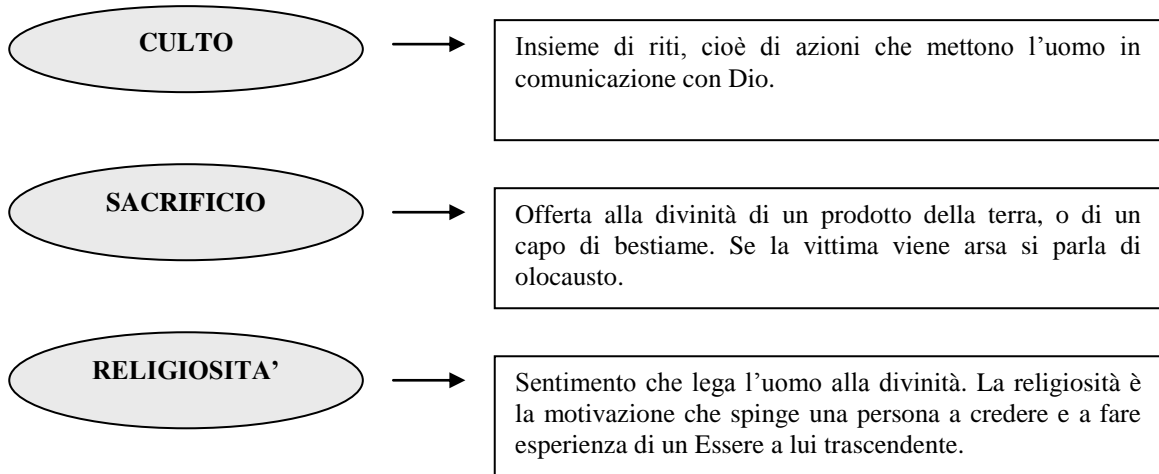 CULTO
Insieme di riti, cioè di azioni che mettono l’uomo in
comunicazione con Dio.
SACRIFICIO
Offerta alla divinità di un prodotto della terra, o di un
capo di bestiame. Se la vittima viene arsa si parla di
olocausto.
RELIGIOSITA’
Sentimento che lega l’uomo alla divinità. La religiosità è
la motivazione che spinge una persona a credere e a fare
esperienza di un Essere a lui trascendente.